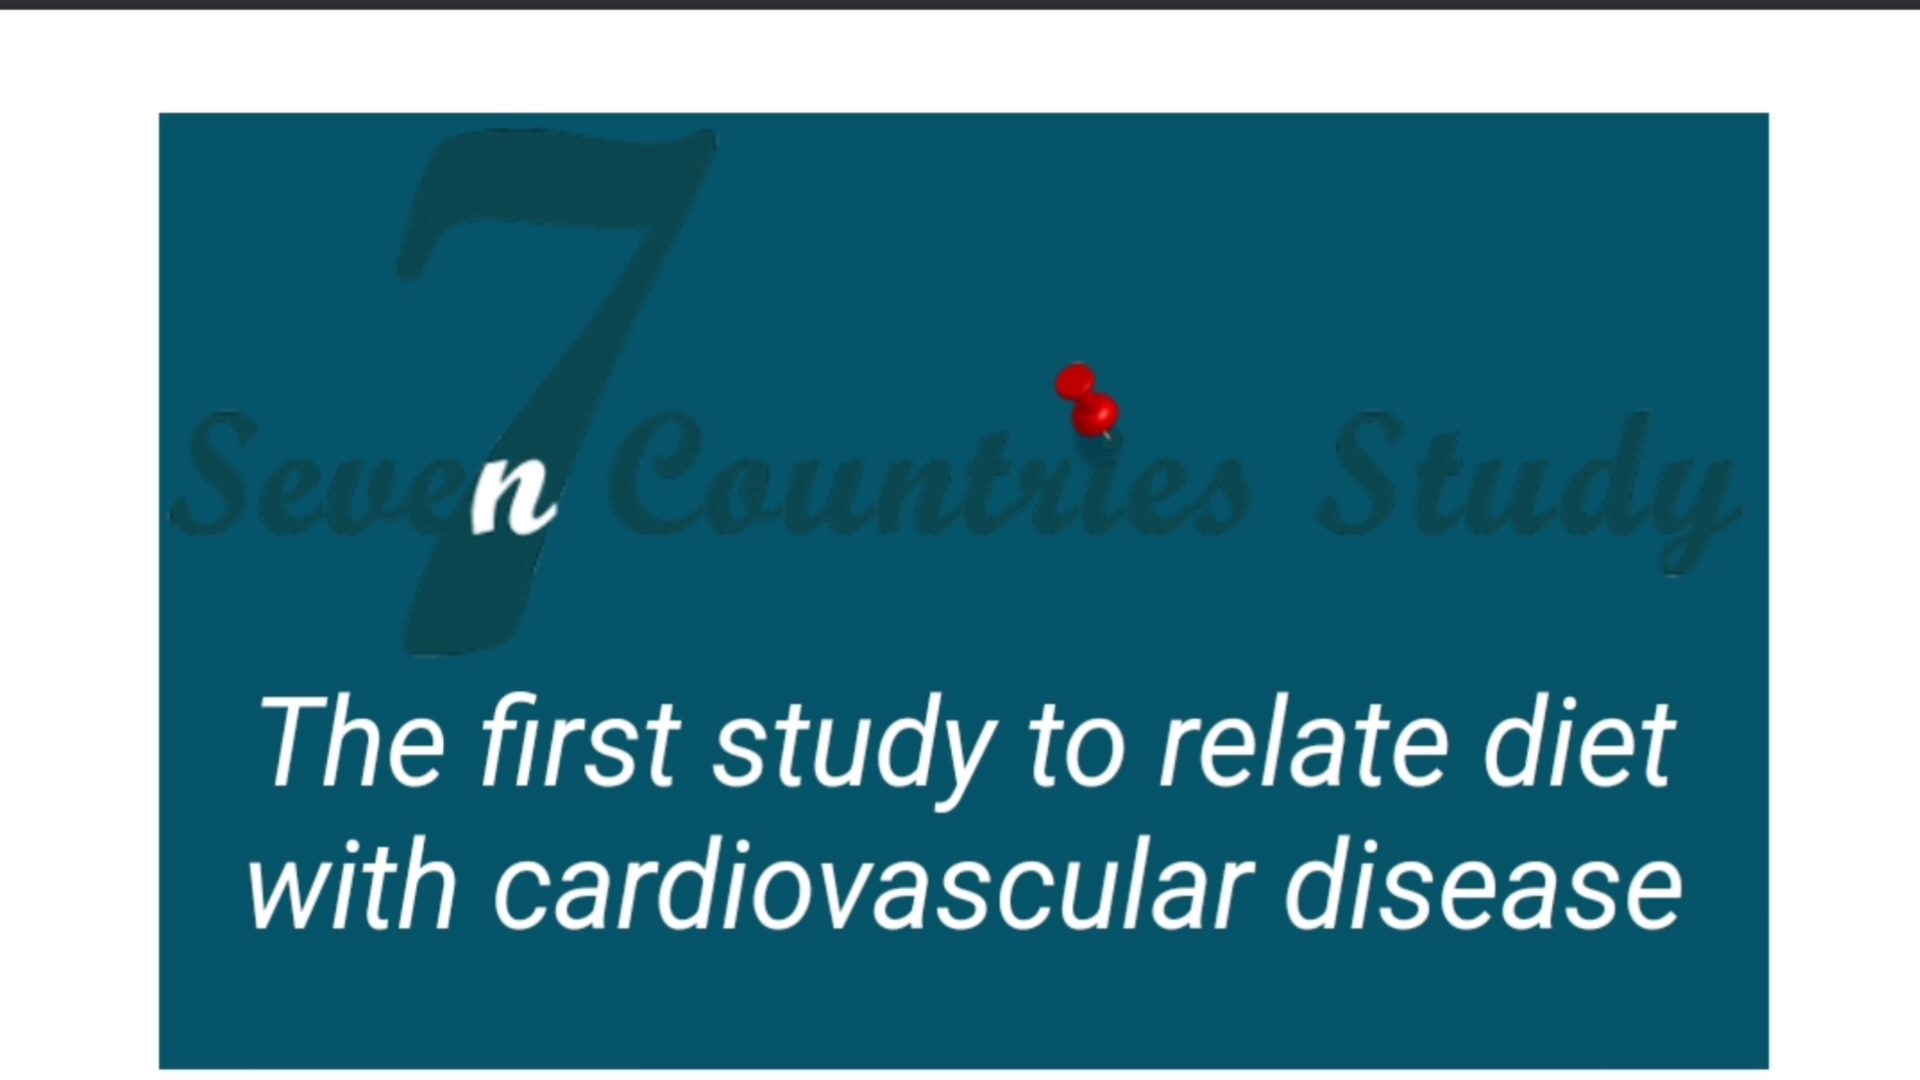 7
Seven Countries Study
The first study to relate diet
with cardiovascular disease